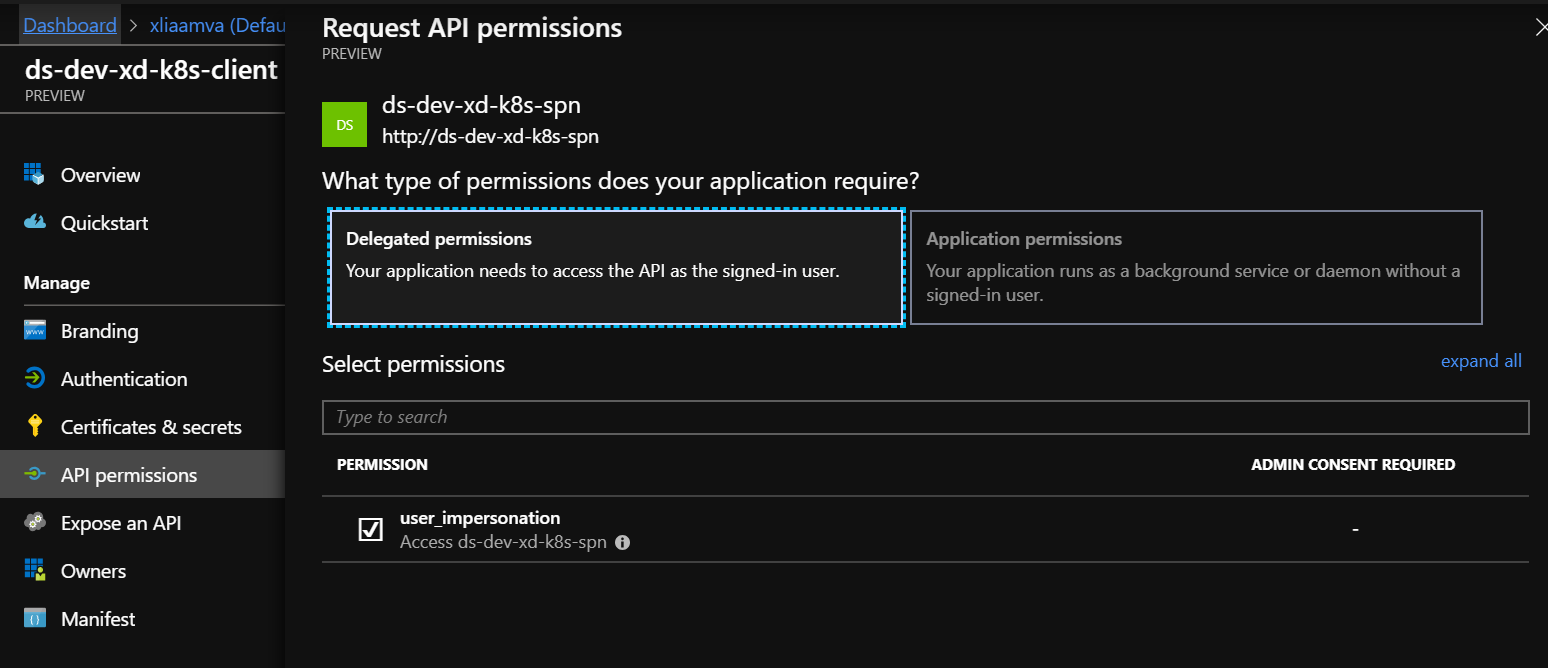 Dashboard > xliaamva (Defau
ds-dev-xd-k8s-client
PREVIEW
Overview
Quickstart
Manage
Branding
Authentication
Certificates & secrets
API permissions
Expose an API
Owners
Manifest
Request API permissions
PREVIEW
DS
ds-dev-xd-k8s-spn
http://ds-dev-xd-k8s-spn
What type of permissions does your application require?
Delegated permissions
Your application needs to access the API as the signed-in user.
Application permissions
Your application runs as a background service or daemon without a
signed-in user.
Select permissions
expand all
Type to search
PERMISSION
ADMIN CONSENT REQUIRED
user_impersonation
Access ds-dev-xd-k8s-spn
-